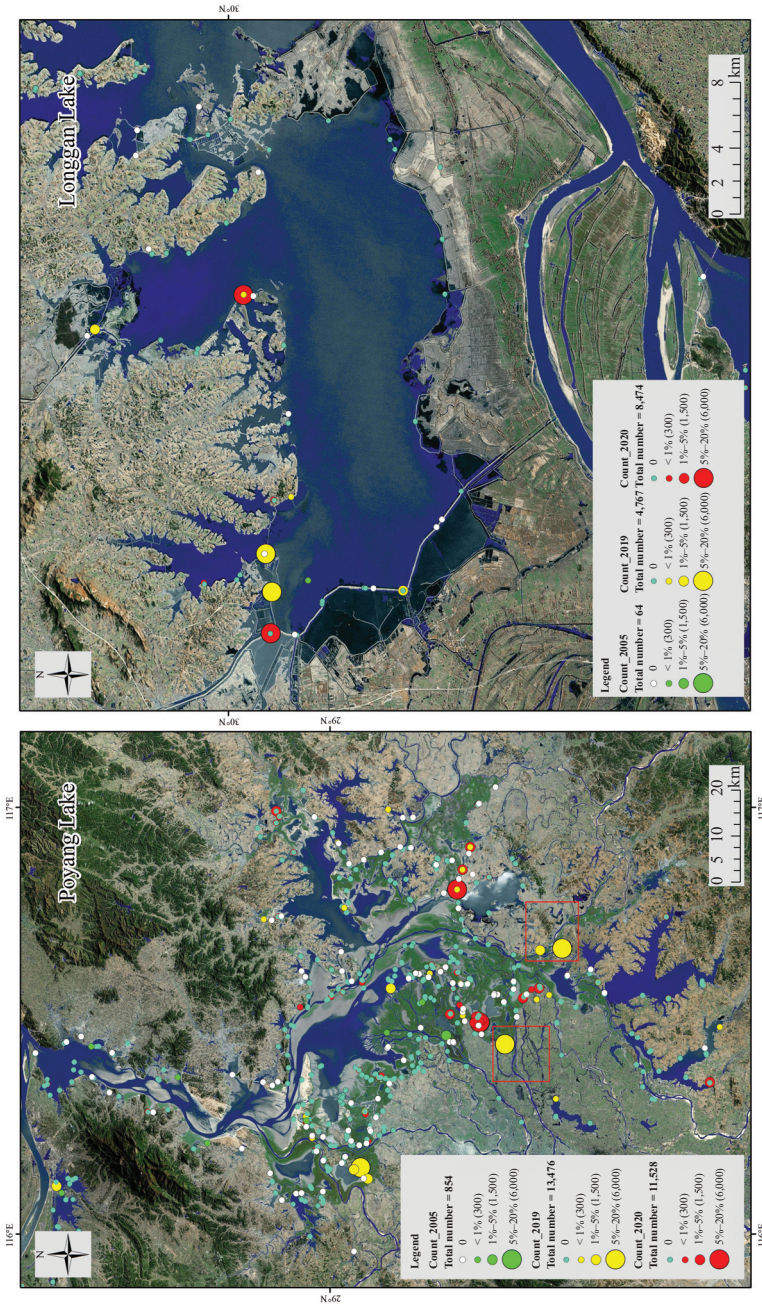 Poyang Lake
116°E
117°E
29°N
29°N
N
Legend
Count_2005
Total number = 854
0
< 1% (300)
1%–5% (1,500)
5%–20% (6,000)
Count_2019
Total number = 13,476
0
< 1% (300)
1%–5% (1,500)
5%–20% (6,000)
Count_2020
Total number = 11,528
0
< 1% (300)
1%–5% (1,500)
5%–20% (6,000)
0 5 10 20
km
116°E
117°E
Longgan Lake
30°N
30°N
N
Legend
Count_2005 Count_2019 Count_2020
Total number = 64 Total number = 4,767 Total number = 8,474
0 0 0
< 1% (300) < 1% (300) < 1% (300)
1%–5% (1,500) 1%–5% (1,500) 1%–5% (1,500)
5%–20% (6,000) 5%–20% (6,000) 5%–20% (6,000)
0 2 4 8
km